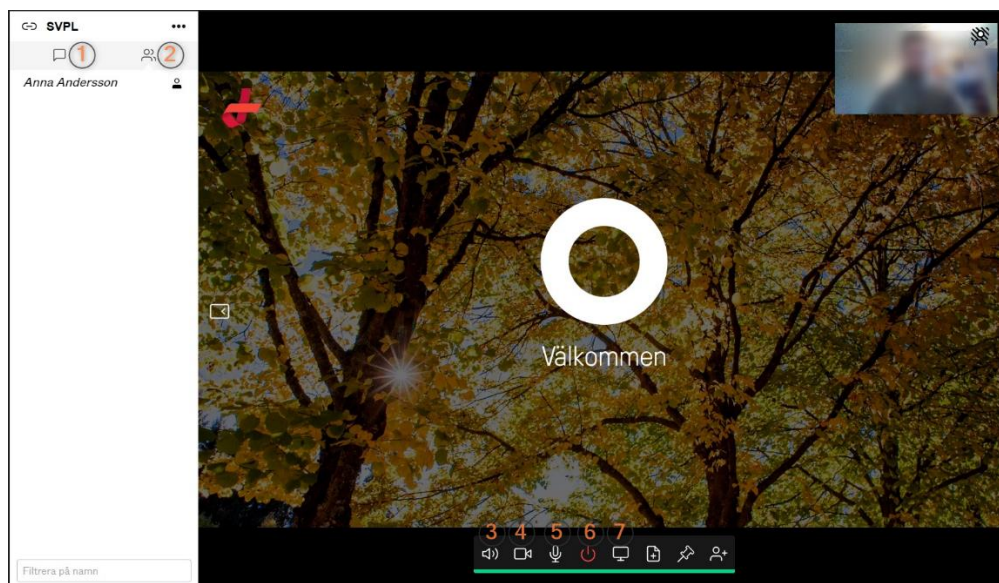 SVPL
1 2
Anna Andersson
Välkommen
3 4 5 6 7
Filtrera på namn